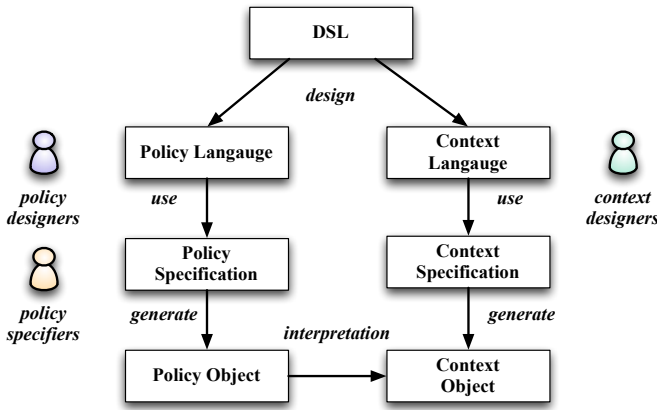 DSL
design
Policy Langauge
Context
Langauge
policy
designers
use
use
context
designers
Policy
Specification
Context
Specification
policy
specifiers
generate
interpretation
generate
Policy Object
Context
Object